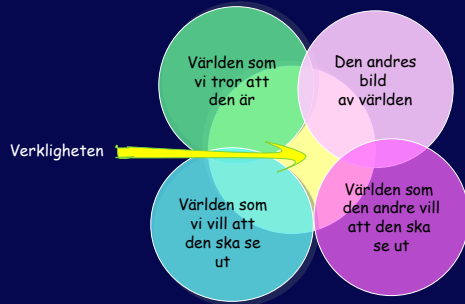 Världen som
vi tror att
den är
Den andres
bild
av världen
Verkligheten
Världen som
vi vill att
den ska se
ut
Världen som
den andre vill
att den ska
se ut